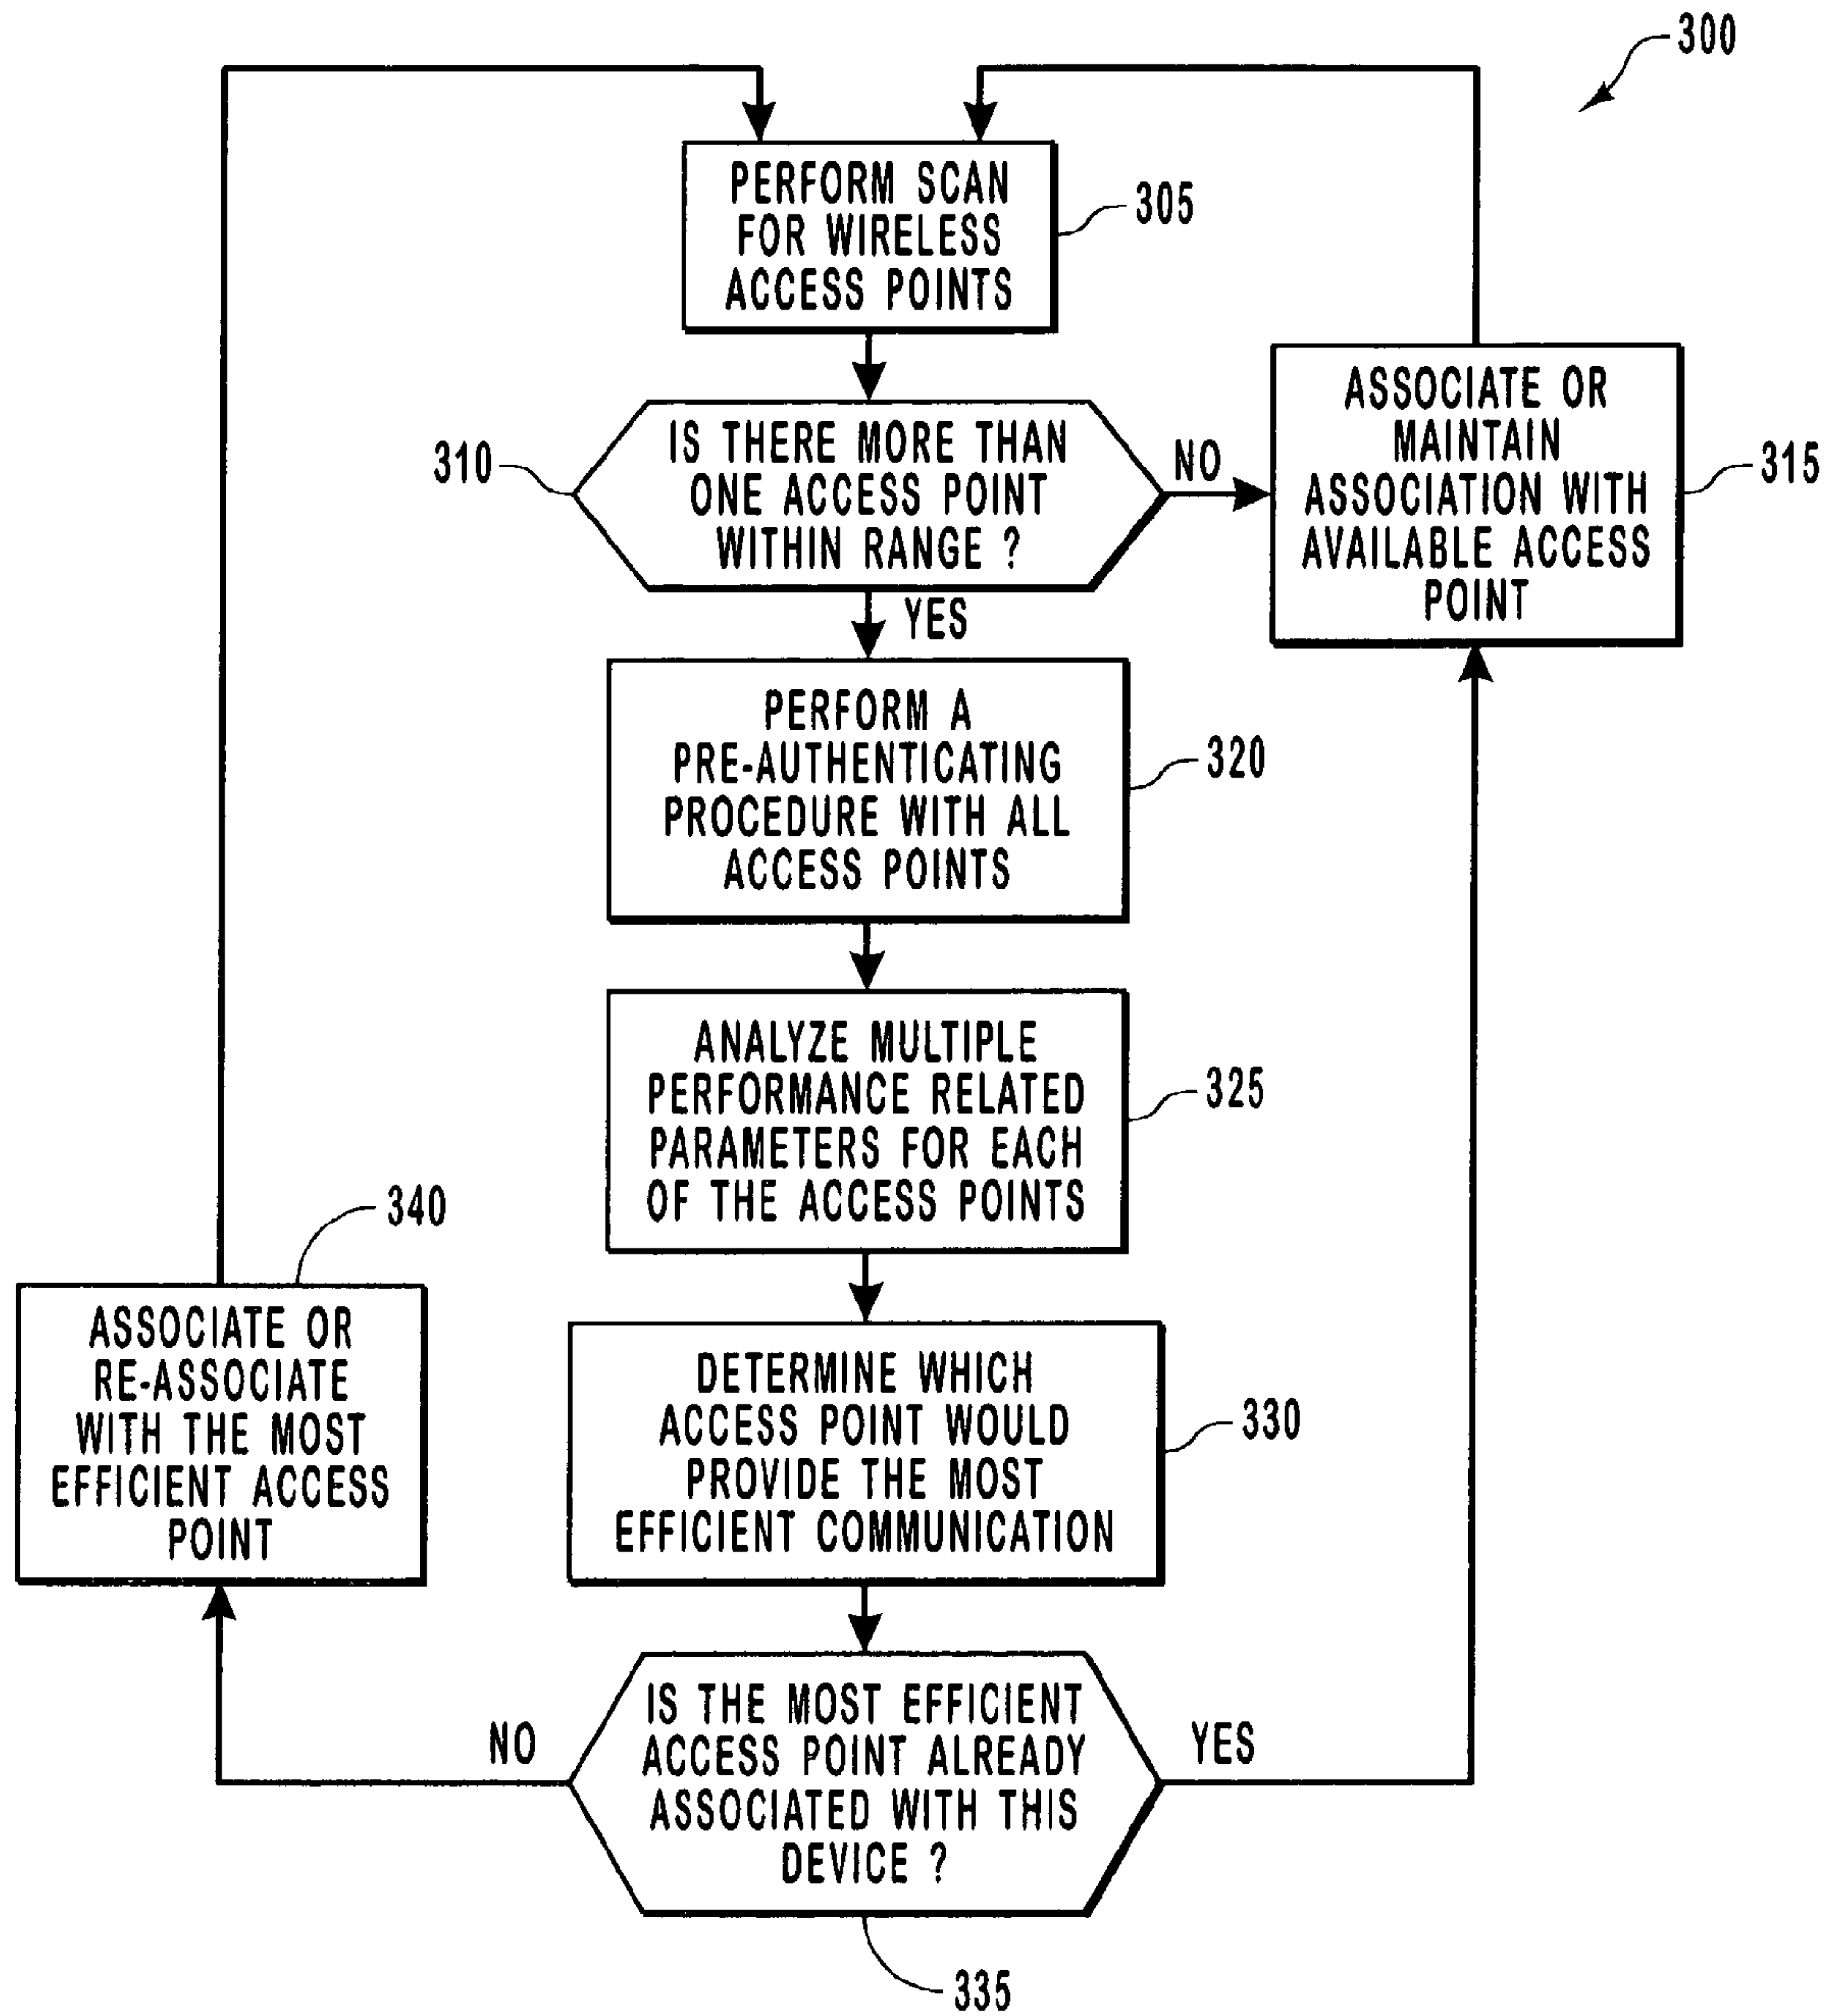 300
PERFORM SCAN
FOR WIRELESS
ACCESS POINTS
305
IS THERE MORE THAN
ONE ACCESS POINT
WITHIN RANGE ?
310
NO
YES
ASSOCIATE OR
MAINTAIN
ASSOCIATION WITH
AVAILABLE ACCESS
POINT
315
PERFORM A
PRE-AUTHENTICATING
PROCEDURE WITH ALL
ACCESS POINTS
320
ANALYZE MULTIPLE
PERFORMANCE RELATED
PARAMETERS FOR EACH
OF THE ACCESS POINTS
325
340
ASSOCIATE OR
RE-ASSOCIATE
WITH THE MOST
EFFICIENT ACCESS
POINT
DETERMINE WHICH
ACCESS POINT WOULD
PROVIDE THE MOST
EFFICIENT COMMUNICATION
330
NO
IS THE MOST EFFICIENT
ACCESS POINT ALREADY
ASSOCIATED WITH THIS
DEVICE ?
YES
335